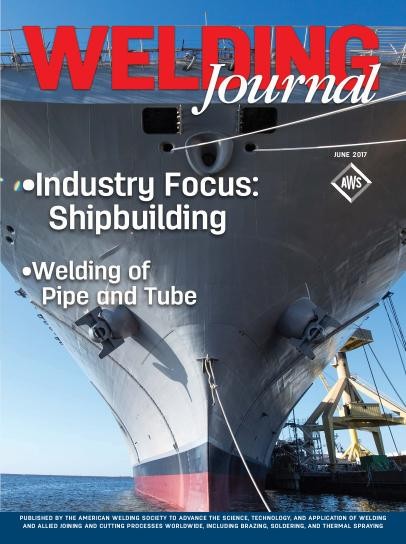 WELDING
Journal
JUNE 2017
AWS
•Industry Focus:
Shipbuilding
•Welding of
Pipe and Tube
PUBLISHED BY THE AMERICAN WELDING SOCIETY TO ADVANCE THE SCIENCE, TECHNOLOGY, AND APPLICATION OF WELDING
AND ALLIED JOINING AND CUTTING PROCESSES WORLDWIDE, INCLUDING BRAZING, SOLDERING, AND THERMAL SPRAYING